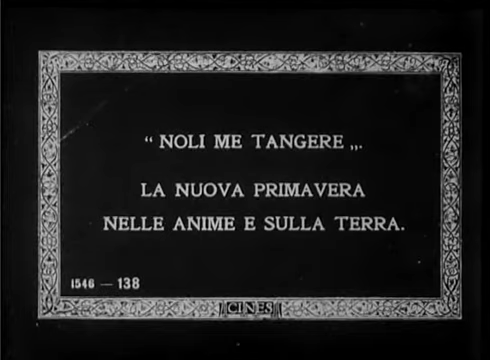 “ NOLI ME TANGERE „.
LA NUOVA PRIMAVERA
NELLE ANIME E SULLA TERRA.
1546 — 138
CINES